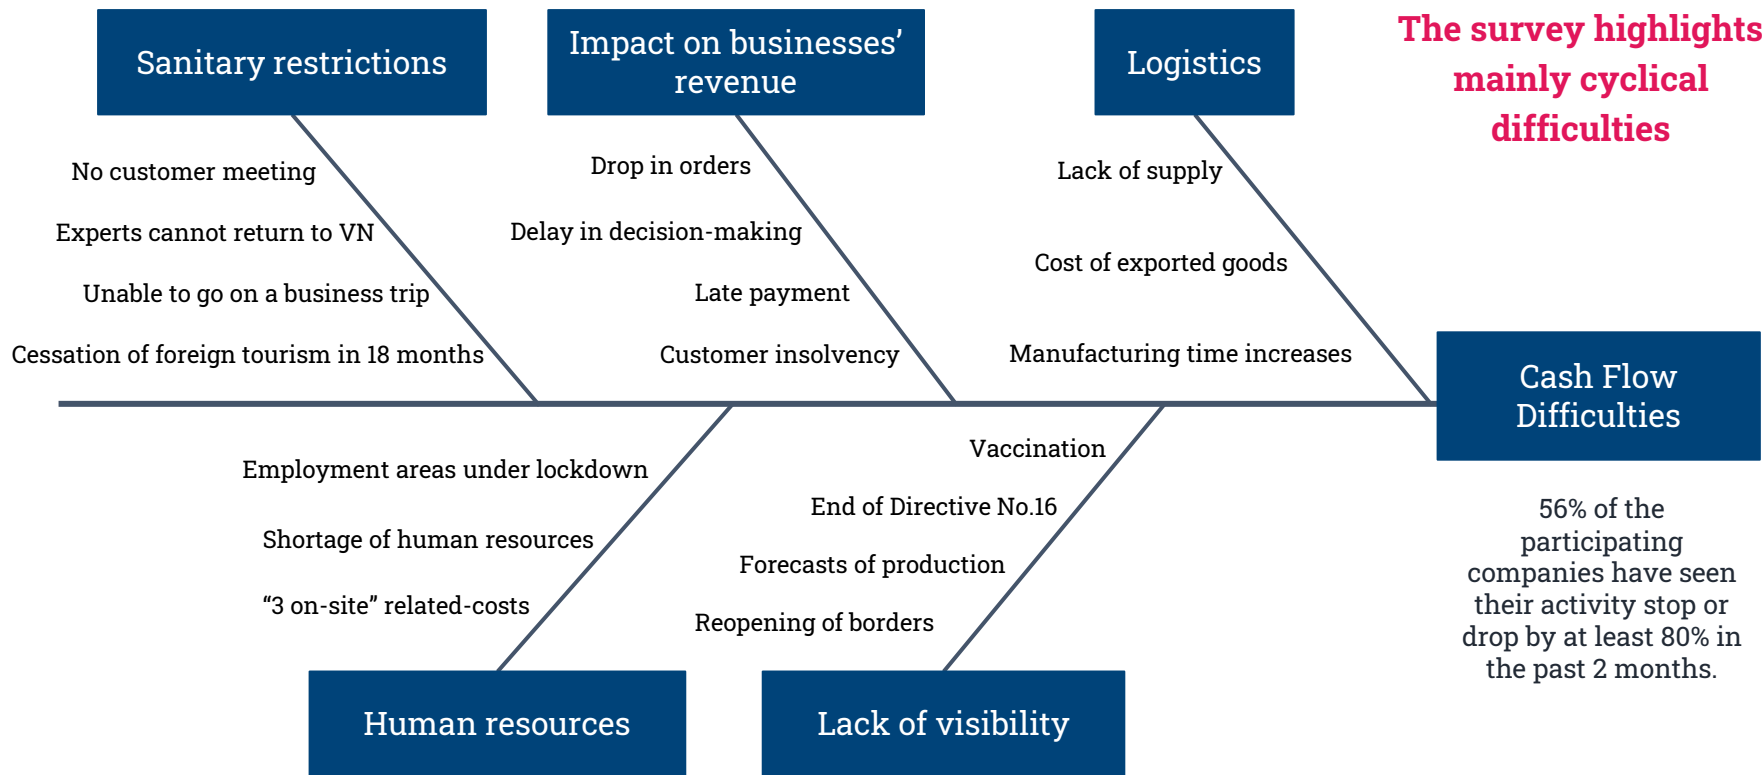 Sanitary restrictions
No customer meeting
Experts cannot return to VN
Unable to go on a business trip
Cessation of foreign tourism in 18 months
Impact on businesses’
revenue
Drop in orders
Delay in decision-making
Late payment
Customer insolvency
Logistics
Lack of supply
Cost of exported goods
Manufacturing time increases
The survey highlights
mainly cyclical
difficulties
Cash Flow
Difficulties
56% of the
participating
companies have seen
their activity stop or
drop by at least 80% in
the past 2 months.
Employment areas under lockdown
Shortage of human resources
“3 on-site” related-costs
Human resources
Vaccination
End of Directive No.16
Forecasts of production
Reopening of borders
Lack of visibility